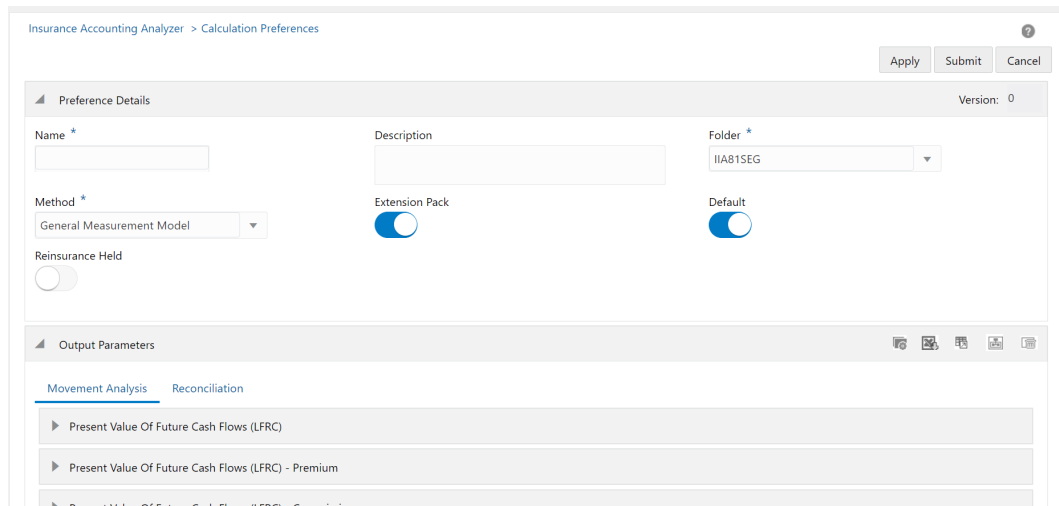 Insurance Accounting Analyzer > Calculation Preferences
?
Apply Submit Cancel
Preference Details Version: 0
Name * Description Folder *
IIA81SEG
Method * Extension Pack Default
General Measurement Model
Reinsurance Held
Output Parameters
Movement Analysis Reconciliation
Present Value Of Future Cash Flows (LFRC)
Present Value Of Future Cash Flows (LFRC) - Premium